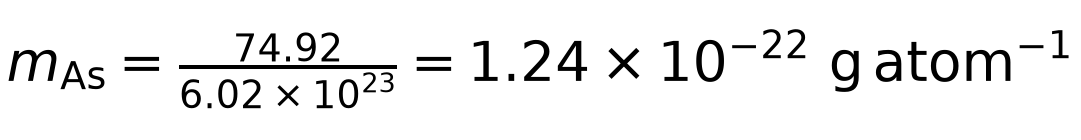 m_As = 74.92 / 6.02 × 10^23 = 1.24 × 10^−22 g atom^−1